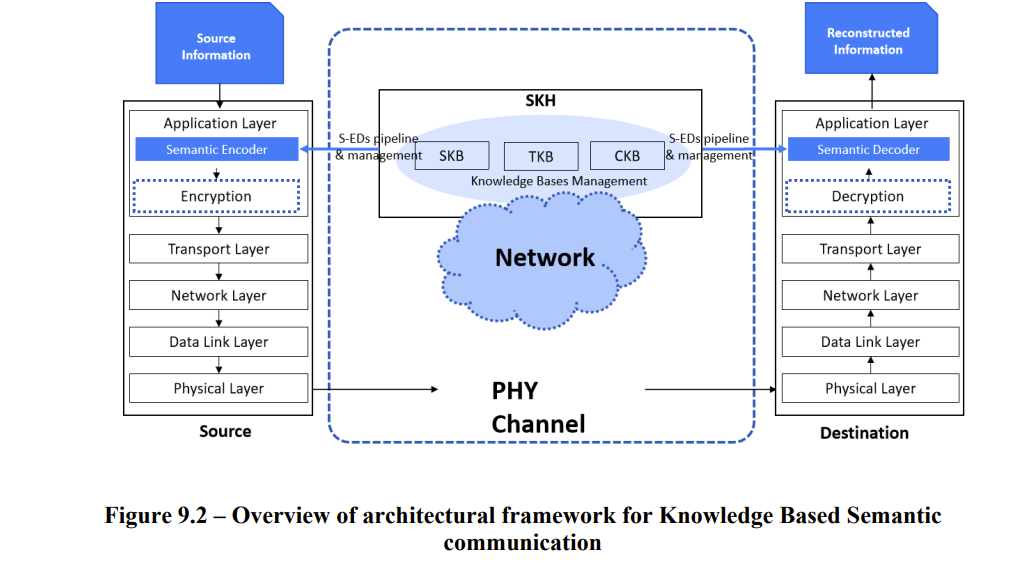 Source
Information
Application Layer
Semantic Encoder
Encryption
Transport Layer
Network Layer
Data Link Layer
Physical Layer
Source
S-EDs pipeline
& management
SKH
SKB
TKB
CKB
Knowledge Bases Management
Network
PHY
Channel
S-EDs pipeline
& management
Reconstructed
Information
Application Layer
Semantic Decoder
Decryption
Transport Layer
Network Layer
Data Link Layer
Physical Layer
Destination
Figure 9.2 – Overview of architectural framework for Knowledge Based Semantic
communication